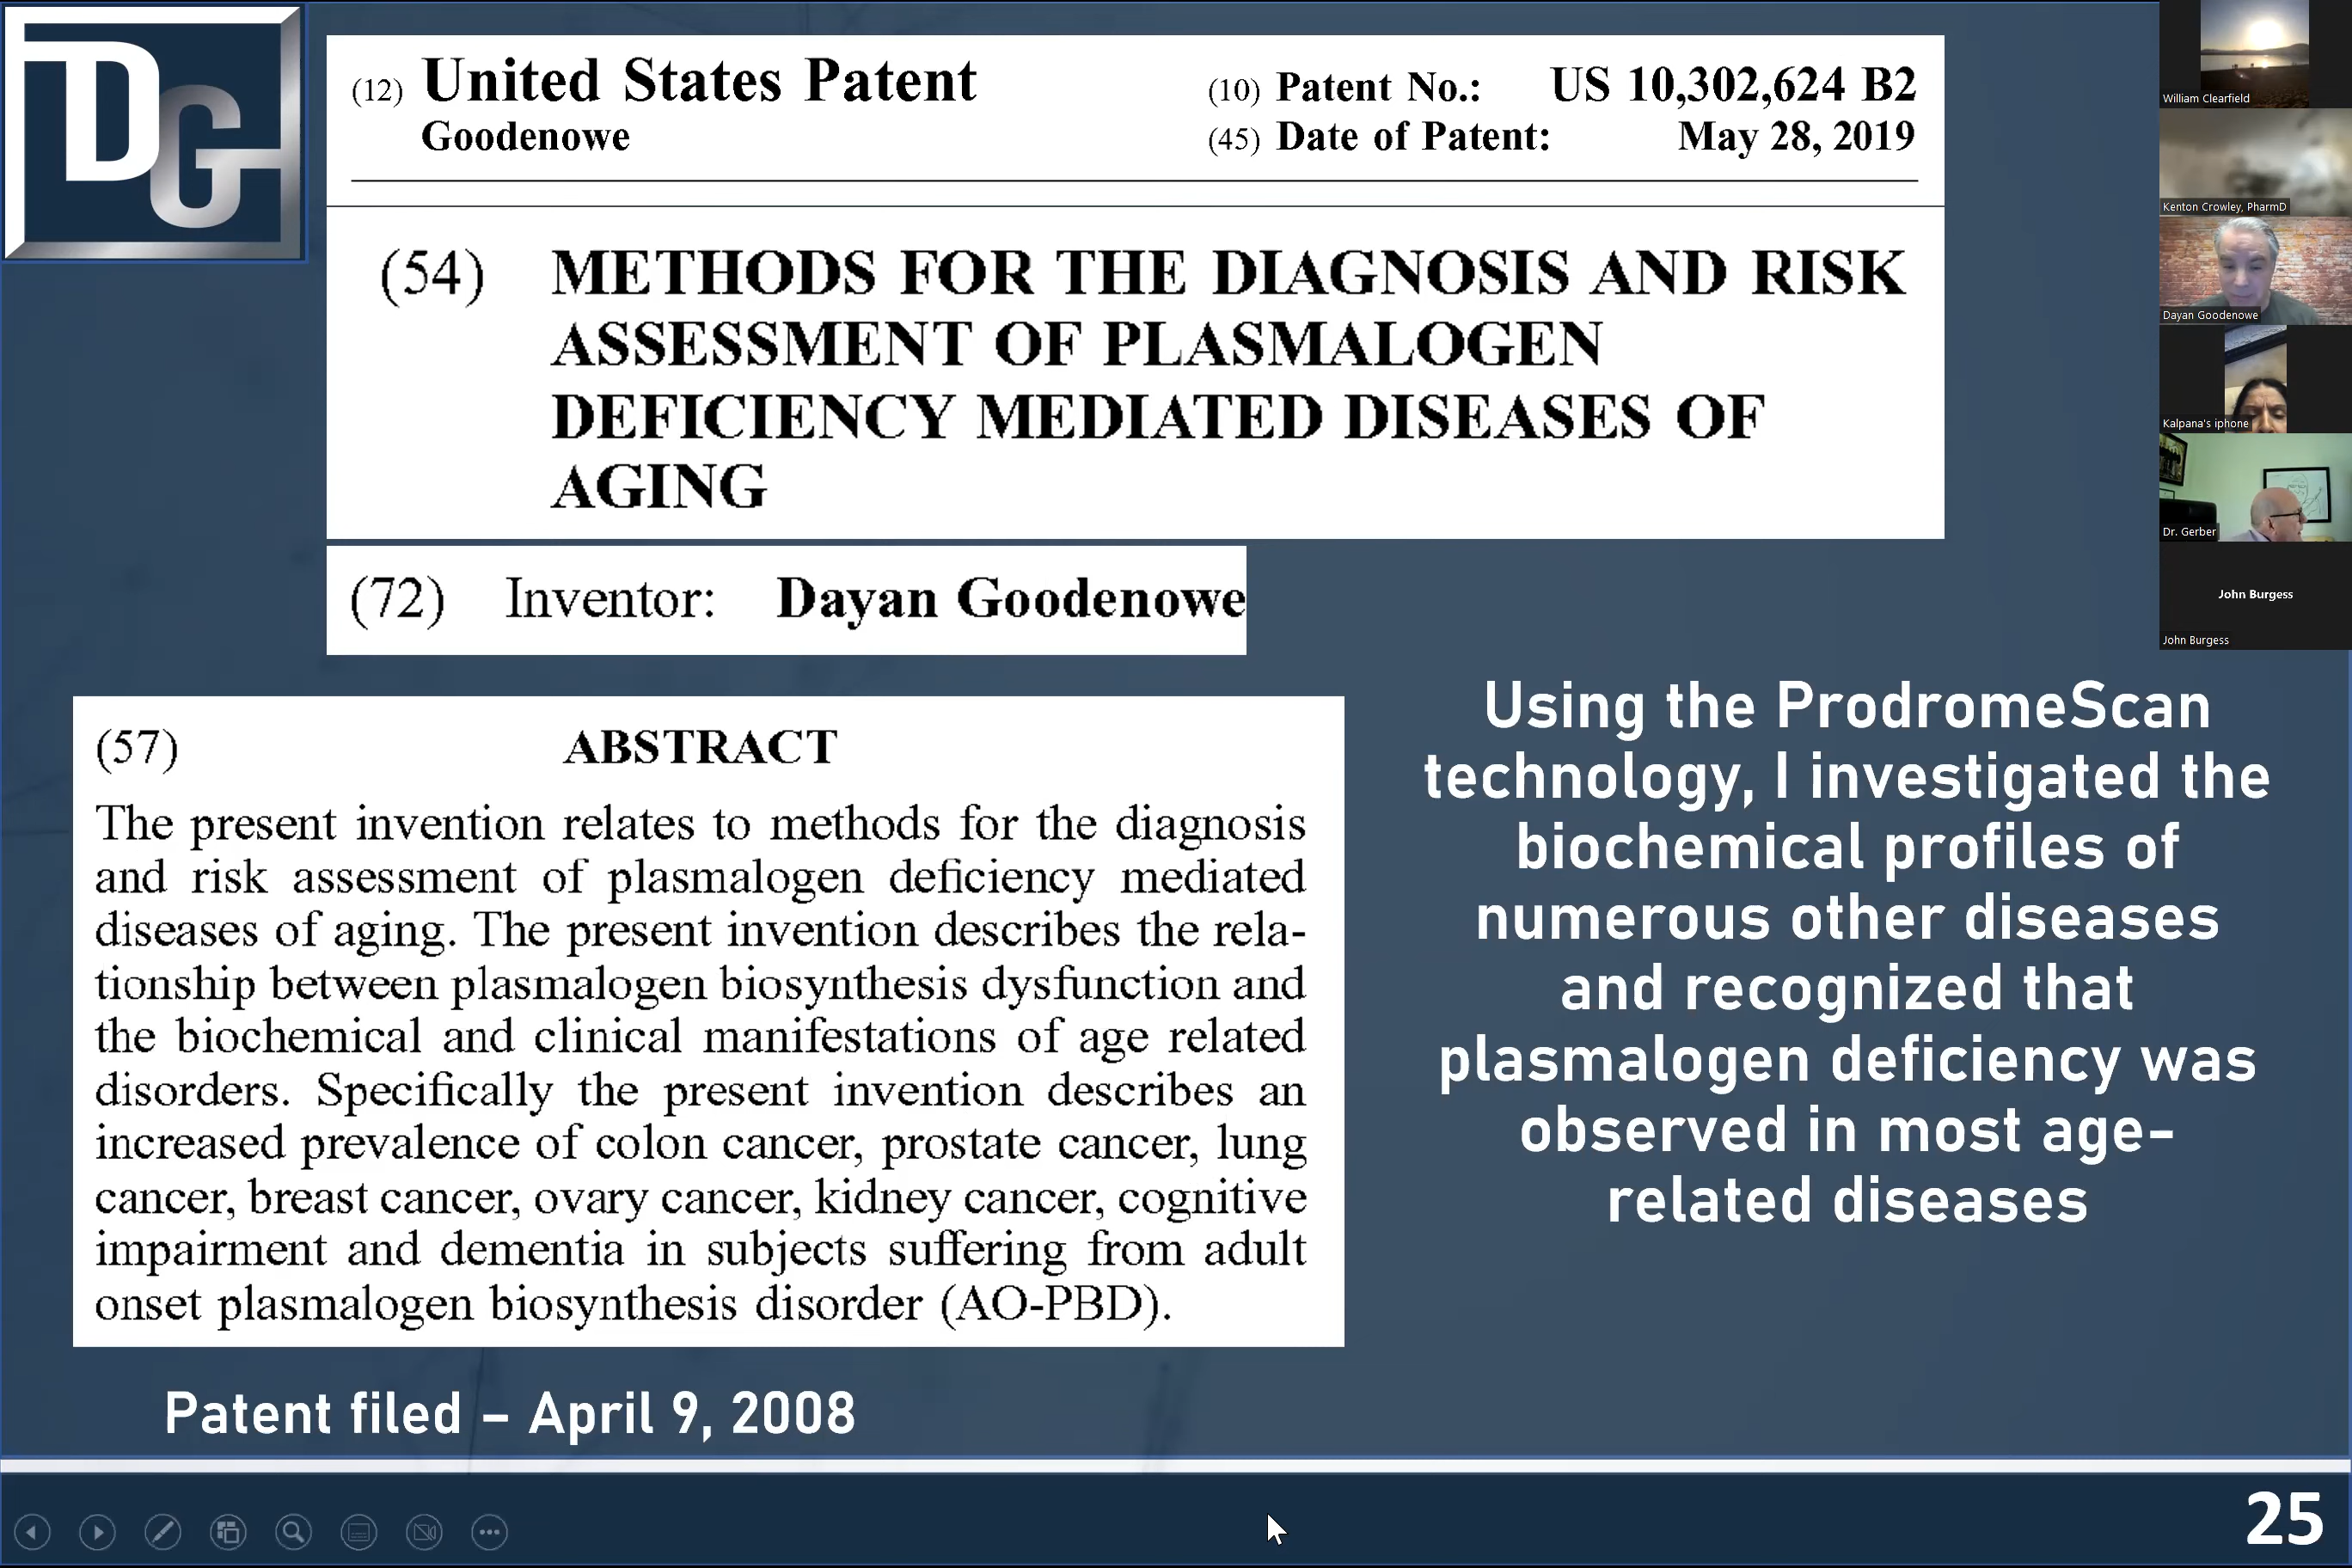 DG
(12) United States Patent
Goodenowe
(10) Patent No.: US 10,302,624 B2
(45) Date of Patent: May 28, 2019
(54) METHODS FOR THE DIAGNOSIS AND RISK
ASSESSMENT OF PLASMALOGEN
DEFICIENCY MEDIATED DISEASES OF
AGING
(72) Inventor: Dayan Goodenowe
(57) ABSTRACT
The present invention relates to methods for the diagnosis
and risk assessment of plasmalogen deficiency mediated
diseases of aging. The present invention describes the rela-
tionship between plasmalogen biosynthesis dysfunction and
the biochemical and clinical manifestations of age related
disorders. Specifically the present invention describes an
increased prevalence of colon cancer, prostate cancer, lung
cancer, breast cancer, ovary cancer, kidney cancer, cognitive
impairment and dementia in subjects suffering from adult
onset plasmalogen biosynthesis disorder (AO-PBD).
Patent filed – April 9, 2008
Using the ProdromeScan
technology, I investigated the
biochemical profiles of
numerous other diseases
and recognized that
plasmalogen deficiency was
observed in most age-
related diseases
25
William Clearfield
Kenton Crowley, PharmD
Dayan Goodenowe
Kalpana's iphone
Dr. Gerber
John Burgess
John Burgess